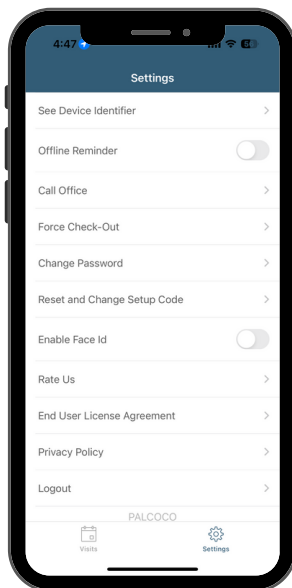 4:47
Settings
See Device Identifier
Offline Reminder
Call Office
Force Check-Out
Change Password
Reset and Change Setup Code
Enable Face Id
Rate Us
End User License Agreement
Privacy Policy
Logout
PALCOCO
Visits
Settings